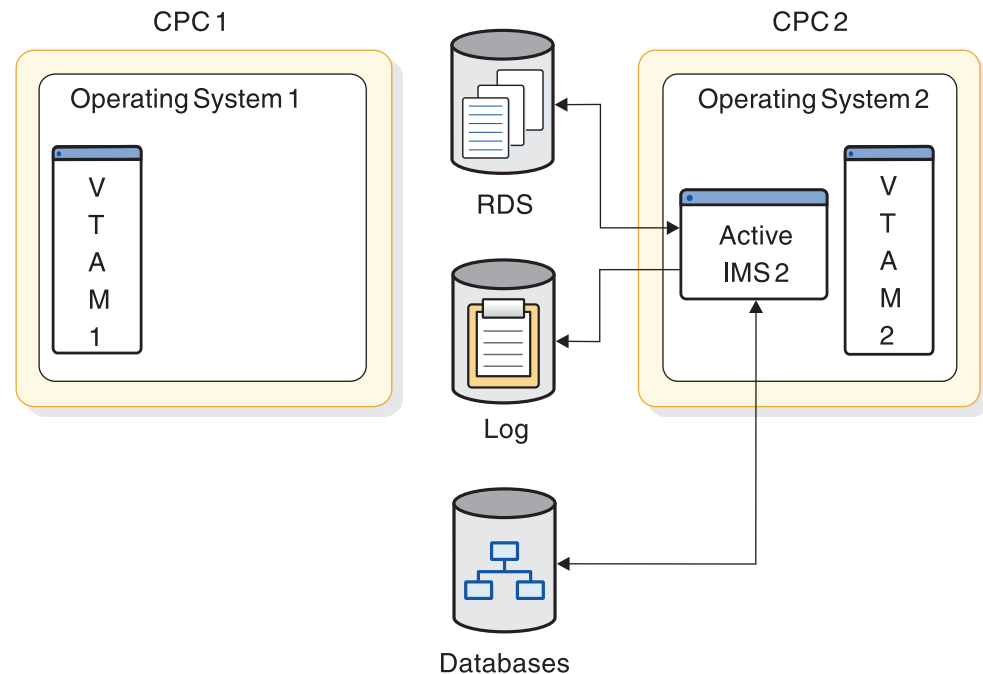 CPC 1
CPC 2
Operating System 1
V
T
A
M
1
RDS
Log
Databases
Operating System 2
Active
IMS 2
V
T
A
M
2